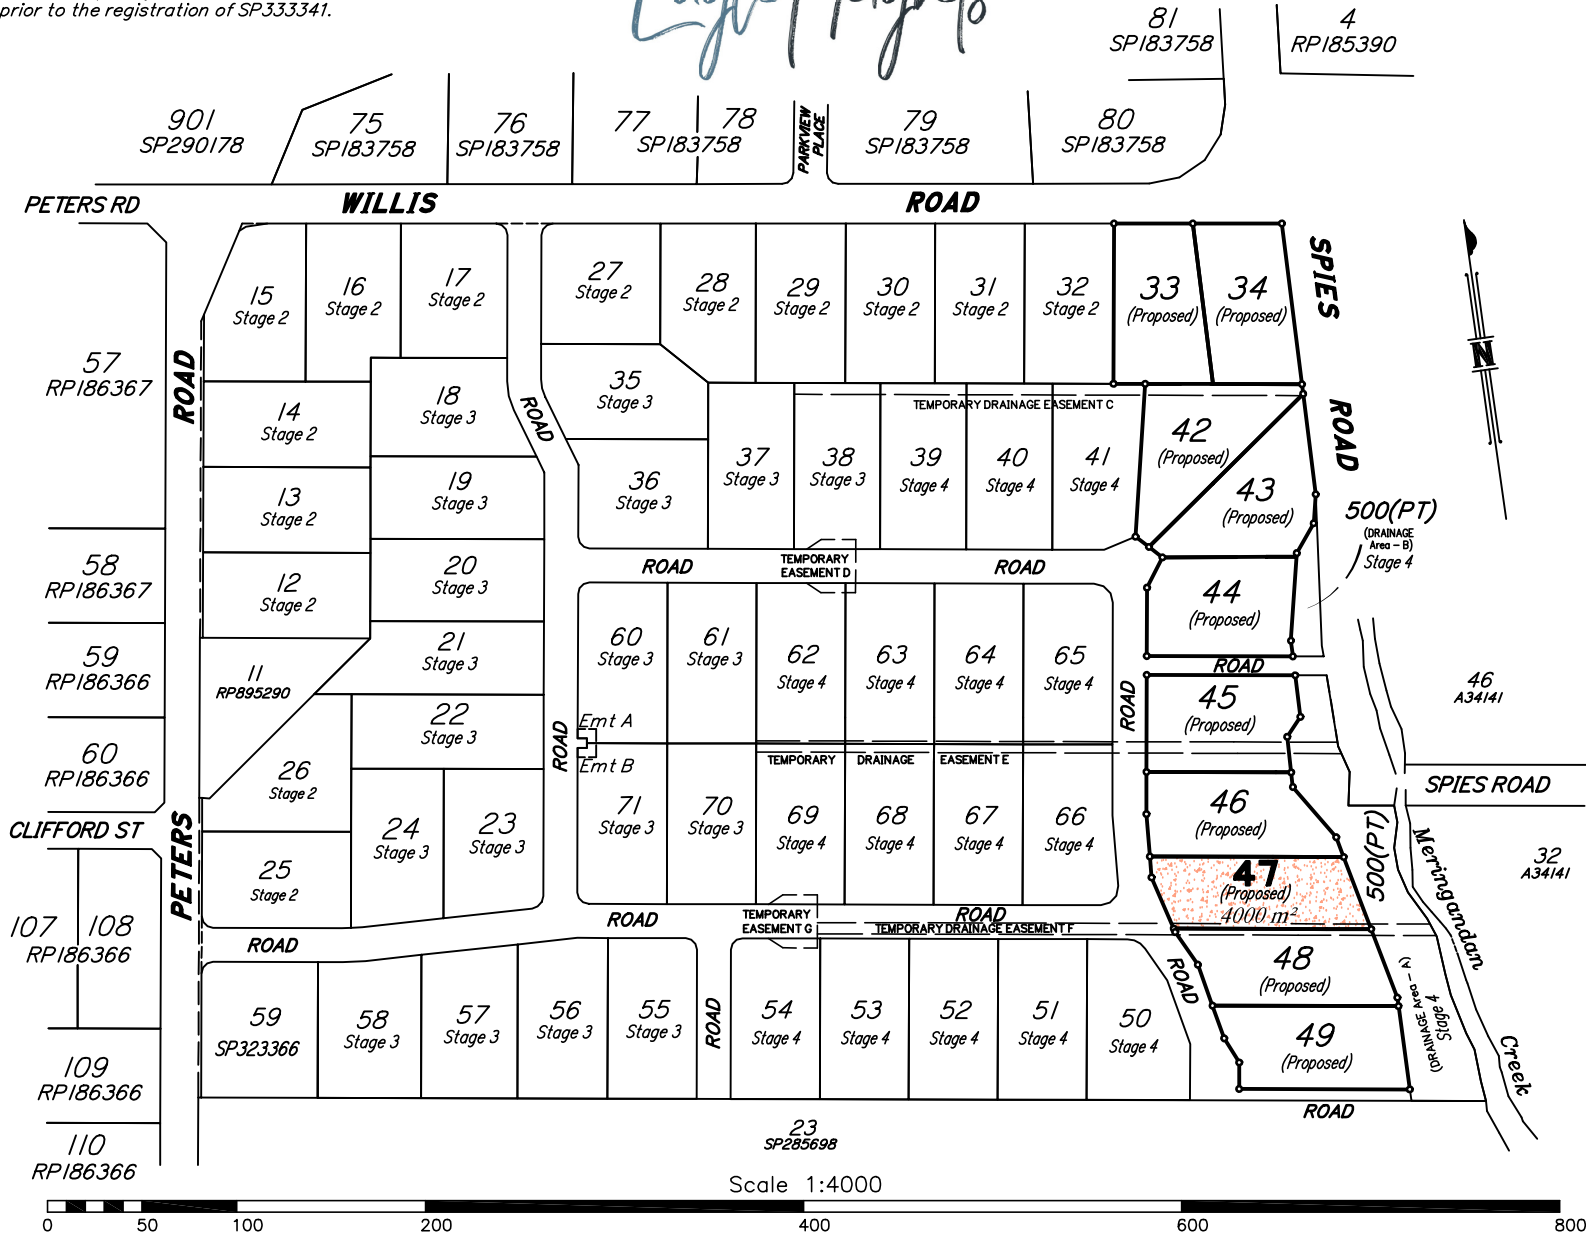 prior to the registration of SP333341.
81
SP183758
4
RP185390
901
SP290178
75
SP183758
76
SP183758
77
78
SP183758
PARKVIEW
PLACE
79
SP183758
80
SP183758
PETERS RD
WILLIS
ROAD
SPIES
ROAD
15
Stage 2
16
Stage 2
17
Stage 2
27
Stage 2
28
Stage 2
29
Stage 2
30
Stage 2
31
Stage 2
32
Stage 2
33
(Proposed)
34
(Proposed)
N
57
RP186367
ROAD
14
Stage 2
18
Stage 3
ROAD
35
Stage 3
TEMPORARY DRAINAGE EASEMENT C
13
Stage 2
19
Stage 3
36
Stage 3
37
Stage 3
38
Stage 3
39
Stage 4
40
Stage 4
41
Stage 4
42
(Proposed)
43
(Proposed)
500(PT)
(DRAINAGE
Area - B)
Stage 4
58
RP186367
12
Stage 2
20
Stage 3
ROAD
TEMPORARY
EASEMENT D
ROAD
44
(Proposed)
59
RP186366
11
RP895290
21
Stage 3
60
Stage 3
61
Stage 3
62
Stage 4
63
Stage 4
64
Stage 4
65
Stage 4
ROAD
ROAD
45
(Proposed)
46
A34141
60
RP186366
22
Stage 3
ROAD
Emt A
Emt B
TEMPORARY DRAINAGE EASEMENT E
26
Stage 2
24
Stage 3
23
Stage 3
71
Stage 3
70
Stage 3
69
Stage 4
68
Stage 4
67
Stage 4
66
Stage 4
46
(Proposed)
SPIES ROAD
CLIFFORD ST
PETERS
25
Stage 2
47
(Proposed)
4000 m²
500(PT)
Meringandan
Creek
32
A34141
107
108
RP186366
ROAD
ROAD
TEMPORARY
EASEMENT G
ROAD
TEMPORARY DRAINAGE EASEMENT F
ROAD
48
(Proposed)
(DRAINAGE Area - A)
Stage 4
59
SP323366
58
Stage 3
57
Stage 3
56
Stage 3
55
Stage 3
ROAD
54
Stage 4
53
Stage 4
52
Stage 4
51
Stage 4
50
Stage 4
49
(Proposed)
109
RP186366
ROAD
110
RP186366
23
SP285698
Scale 1:4000
0 50 100 200 400 600 800